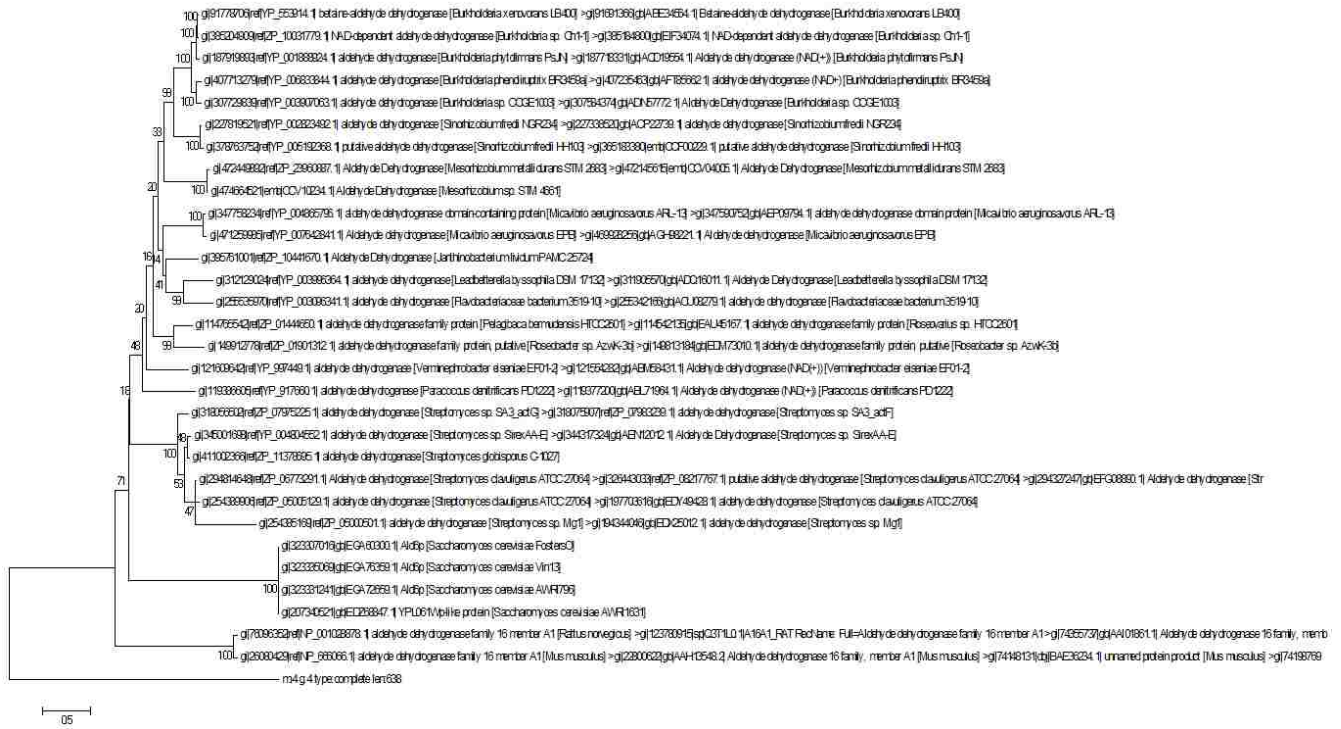 gi|91778706|ref|YP_553914.1| betaine-aldehyde dehydrogenase [Burkholderia xenovorans LB400] >gi|91691366|gb|ABE34564.1| Betaine-aldehyde dehydrogenase [Burkholderia xenovorans LB400]
gi|385204909|ref|ZP_10031779.1| NAD-dependent aldehyde dehydrogenase [Burkholderia sp. Ch1-1] >gi|385184800|gb|EIF34074.1| NAD-dependent aldehyde dehydrogenase [Burkholderia sp. Ch1-1]
gi|187919893|ref|YP_001888924.1| aldehyde dehydrogenase [Burkholderia phytofirmans PsJN] >gi|187718331|gb|ACD19554.1| Aldehyde dehydrogenase (NAD(+)) [Burkholderia phytofirmans PsJN]
gi|407713279|ref|YP_006833844.1| aldehyde dehydrogenase [Burkholderia phenoliruptrix BR3459a] >gi|407235463|gb|AFT85662.1| aldehyde dehydrogenase (NAD+) [Burkholderia phenoliruptrix BR3459a]
gi|307729839|ref|YP_003907063.1| aldehyde dehydrogenase [Burkholderia sp. CCGE1003] >gi|307584374|gb|ADN57772.1| Aldehyde Dehydrogenase [Burkholderia sp. CCGE1003]
gi|227819521|ref|YP_002823492.1| aldehyde dehydrogenase [Sinorhizobium fredii NGR234] >gi|227338520|gb|ACP22739.1| aldehyde dehydrogenase [Sinorhizobium fredii NGR234]
gi|378763752|ref|YP_005192368.1| putative aldehyde dehydrogenase [Sinorhizobium fredii HH103] >gi|365183380|emb|CCF00229.1| putative aldehyde dehydrogenase [Sinorhizobium fredii HH103]
gi|472449892|ref|ZP_23960887.1| Aldehyde Dehydrogenase [Mesorhizobium metallidurans STM 2683] >gi|472145615|emb|CCV04005.1| Aldehyde Dehydrogenase [Mesorhizobium metallidurans STM 2683]
gi|474664521|emb|CCV10234.1| Aldehyde Dehydrogenase [Mesorhizobium sp. STM 4661]
gi|347758234|ref|YP_004865796.1| aldehyde dehydrogenase domain-containing protein [Micavibrio aeruginosavorus ARL-13] >gi|347590752|gb|AEP09794.1| aldehyde dehydrogenase domain protein [Micavibrio aeruginosavorus ARL-13]
gi|471259985|ref|YP_007642841.1| Aldehyde dehydrogenase [Micavibrio aeruginosavorus EPB] >gi|469928256|gb|AGH98221.1| Aldehyde dehydrogenase [Micavibrio aeruginosavorus EPB]
gi|395761001|ref|ZP_10441670.1| Aldehyde Dehydrogenase [Janthinobacterium lividum PAMC 25724]
gi|312129024|ref|YP_003996364.1| aldehyde dehydrogenase [Leadbetterella byssophila DSM 17132] >gi|311905570|gb|ADQ16011.1| Aldehyde Dehydrogenase [Leadbetterella byssophila DSM 17132]
gi|255535970|ref|YP_003096341.1| aldehyde dehydrogenase [Flavobacteriaceae bacterium 3519-10] >gi|255342166|gb|ACU08279.1| aldehyde dehydrogenase [Flavobacteriaceae bacterium 3519-10]
gi|114765542|ref|ZP_01444650.1| aldehyde dehydrogenase family protein [Pelagibaca bermudensis HTCC2601] >gi|114542135|gb|EAU45167.1| aldehyde dehydrogenase family protein [Roseovarius sp. HTCC2601]
gi|149912778|ref|ZP_01901312.1| aldehyde dehydrogenase family protein, putative [Roseobacter sp. AzwK-3b] >gi|149813184|gb|EDM73010.1| aldehyde dehydrogenase family protein, putative [Roseobacter sp. AzwK-3b]
gi|121609642|ref|YP_997449.1| aldehyde dehydrogenase [Verminephrobacter eiseniae EF01-2] >gi|121554282|gb|ABM58431.1| Aldehyde dehydrogenase (NAD(+)) [Verminephrobacter eiseniae EF01-2]
gi|119386605|ref|YP_917660.1| aldehyde dehydrogenase [Paracoccus denitrificans PD1222] >gi|119377200|gb|ABL71964.1| Aldehyde dehydrogenase (NAD(+)) [Paracoccus denitrificans PD1222]
gi|318056502|ref|ZP_07975225.1| aldehyde dehydrogenase [Streptomyces sp. SA3_actG] >gi|318075907|ref|ZP_07983239.1| aldehyde dehydrogenase [Streptomyces sp. SA3_actF]
gi|345001698|ref|YP_004804552.1| aldehyde dehydrogenase [Streptomyces sp. SirexAA-E] >gi|344317324|gb|AEN12012.1| Aldehyde Dehydrogenase [Streptomyces sp. SirexAA-E]
gi|411002366|ref|ZP_11378695.1| aldehyde dehydrogenase [Streptomyces globisporus C-1027]
gi|294814648|ref|ZP_06773291.1| Aldehyde dehydrogenase [Streptomyces clavuligerus ATCC 27064] >gi|326443033|ref|ZP_08217767.1| putative aldehyde dehydrogenase [Streptomyces clavuligerus ATCC 27064] >gi|294327247|gb|EFG08890.1| Aldehyde dehydrogenase [Str
gi|254389906|ref|ZP_05005129.1| aldehyde dehydrogenase [Streptomyces clavuligerus ATCC 27064] >gi|197703616|gb|EDY49428.1| aldehyde dehydrogenase [Streptomyces clavuligerus ATCC 27064]
gi|254385169|ref|ZP_05000501.1| aldehyde dehydrogenase [Streptomyces sp. Mg1] >gi|194344046|gb|EDX25012.1| aldehyde dehydrogenase [Streptomyces sp. Mg1]
gi|323307016|gb|EGA60300.1| Ald6p [Saccharomyces cerevisiae FostersO]
gi|323335069|gb|EGA76359.1| Ald6p [Saccharomyces cerevisiae Vin13]
gi|323331241|gb|EGA72659.1| Ald6p [Saccharomyces cerevisiae AWRI796]
gi|207340521|gb|EDZ68847.1| YPL061Wp-like protein [Saccharomyces cerevisiae AWRI1631]
gi|76096352|ref|NP_001028878.1| aldehyde dehydrogenase family 16 member A1 [Rattus norvegicus] >gi|123780915|sp|Q3T1L0.1|A16A1_RAT RecName: Full=Aldehyde dehydrogenase family 16 member A1 >gi|74355737|gb|AAI01861.1| Aldehyde dehydrogenase 16 family, memb
gi|26080429|ref|NP_666066.1| aldehyde dehydrogenase family 16 member A1 [Mus musculus] >gi|22800622|gb|AAH13548.2| Aldehyde dehydrogenase 16 family, member A1 [Mus musculus] >gi|74148131|dbj|BAE36234.1| unnamed protein product [Mus musculus] >gi|74198769
m.4 g.4 type:complete len:638
100
100
100
99
100
33
100
100
20
100
16
14
41
99
20
99
48
18
48
100
53
47
71
100
100
0.5